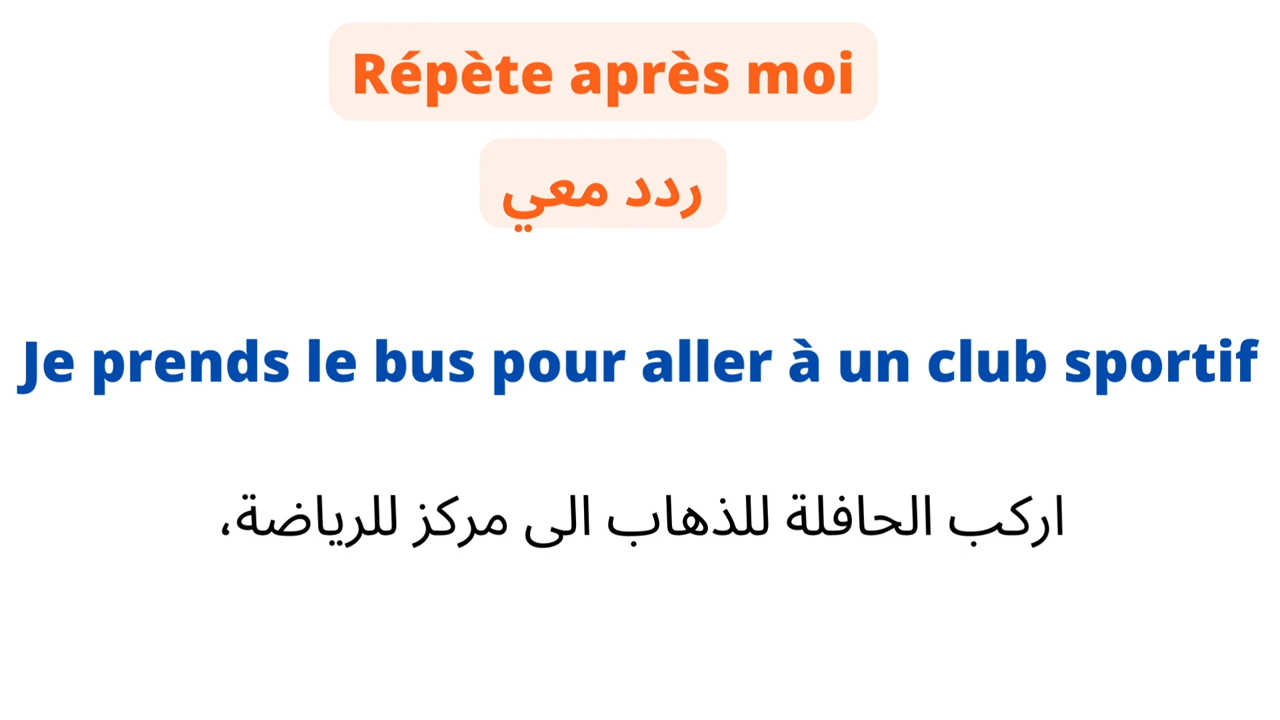 Répète après moi
ردد معي
Je prends le bus pour aller à un club sportif
اركب الحافلة للذهاب الى مركز للرياضة،